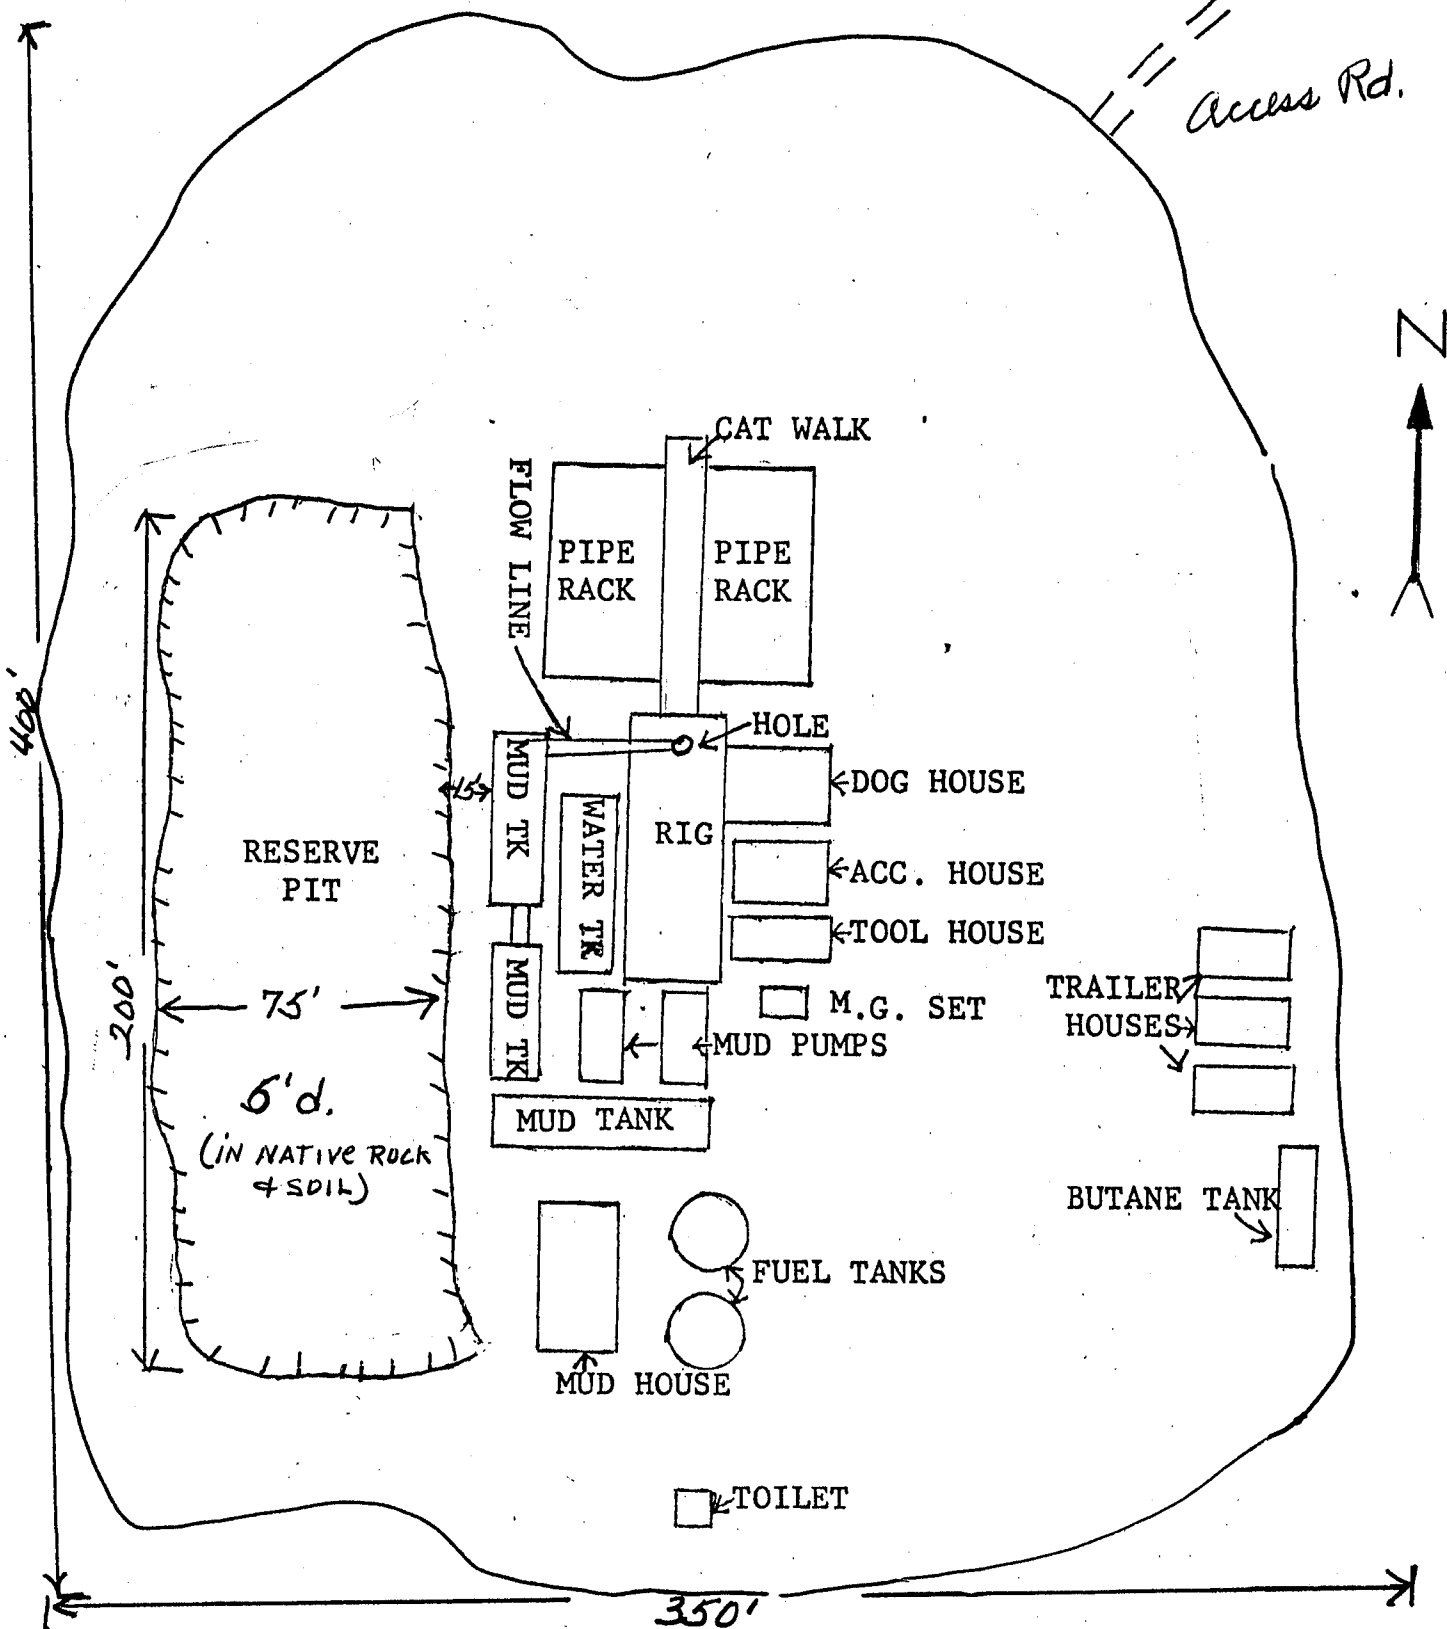 Access Rd.
N
CAT WALK
FLOW LINE
PIPE
RACK
PIPE
RACK
400'
HOLE
MUD TK
15'
DOG HOUSE
WATER TK
RIG
RESERVE
PIT
ACC. HOUSE
TOOL HOUSE
200'
75'
MUD TK
M.G. SET
TRAILER
HOUSES
MUD PUMPS
6'd.
MUD TANK
(IN NATIVE ROCK
& SOIL)
BUTANE TANK
FUEL TANKS
MUD HOUSE
TOILET
350'